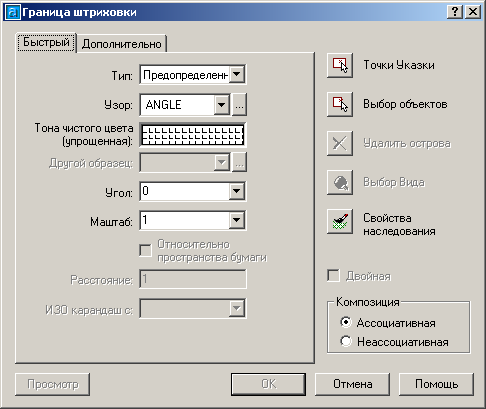 Граница штриховки
Быстрый
Дополнительно
Тип: Предопределенн
Узор: ANGLE ...
Тона чистого цвета
(упрощенная):
Другой образец: ...
Угол: 0
Маштаб: 1
Относительно
пространства бумаги
Расстояние: 1
ИЗО карандаш с:
Точки Указки
Выбор объектов
Удалить острова
Выбор Вида
Свойства
наследования
Двойная
Композиция
Ассоциативная
Неассоциативная
Просмотр
OK
Отмена
Помощь